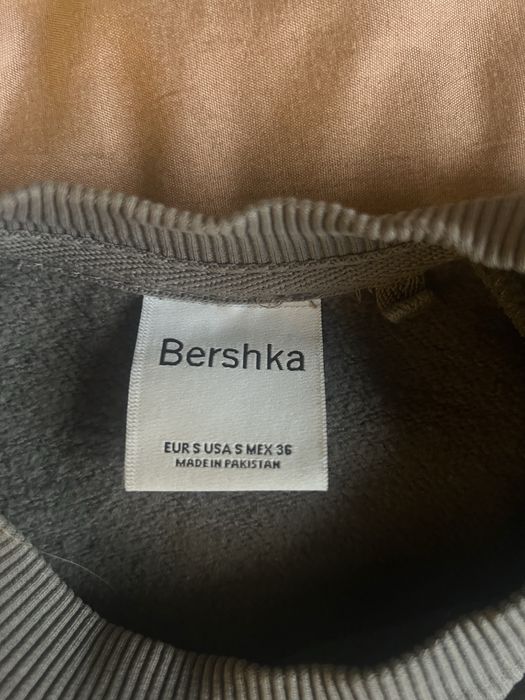 Bershka
EUR S USA S MEX 36
MADE IN PAKISTAN